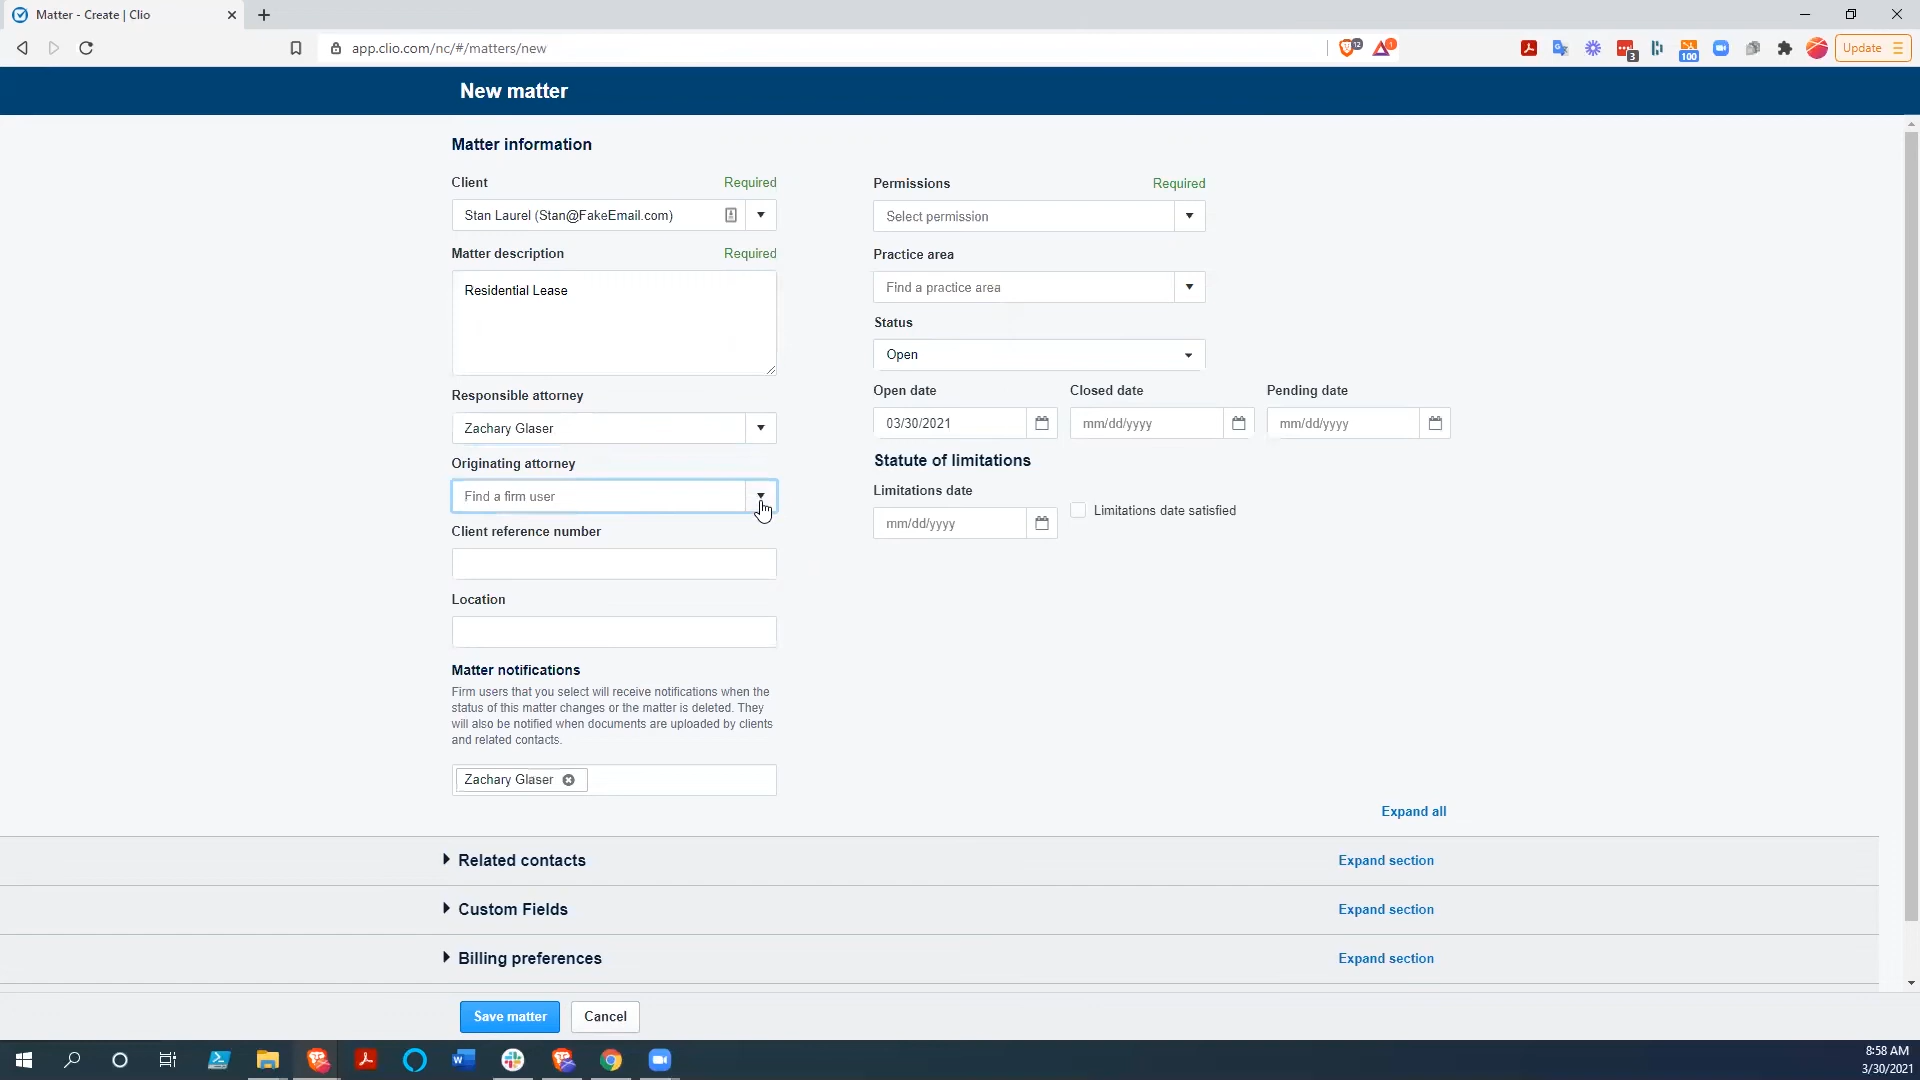 Matter - Create | Clio
app.clio.com/nc/#/matters/new
12
1
3
100
Update
New matter
Matter information
Client Required
Stan Laurel (Stan@FakeEmail.com)
Matter description Required
Residential Lease
Responsible attorney
Zachary Glaser
Originating attorney
Find a firm user
Client reference number
Location
Matter notifications
Firm users that you select will receive notifications when the
status of this matter changes or the matter is deleted. They
will also be notified when documents are uploaded by clients
and related contacts.
Zachary Glaser
Permissions Required
Select permission
Practice area
Find a practice area
Status
Open
Open date Closed date Pending date
03/30/2021 mm/dd/yyyy mm/dd/yyyy
Statute of limitations
Limitations date
mm/dd/yyyy
Limitations date satisfied
Expand all
Related contacts Expand section
Custom Fields Expand section
Billing preferences Expand section
Save matter Cancel
8:58 AM
3/30/2021